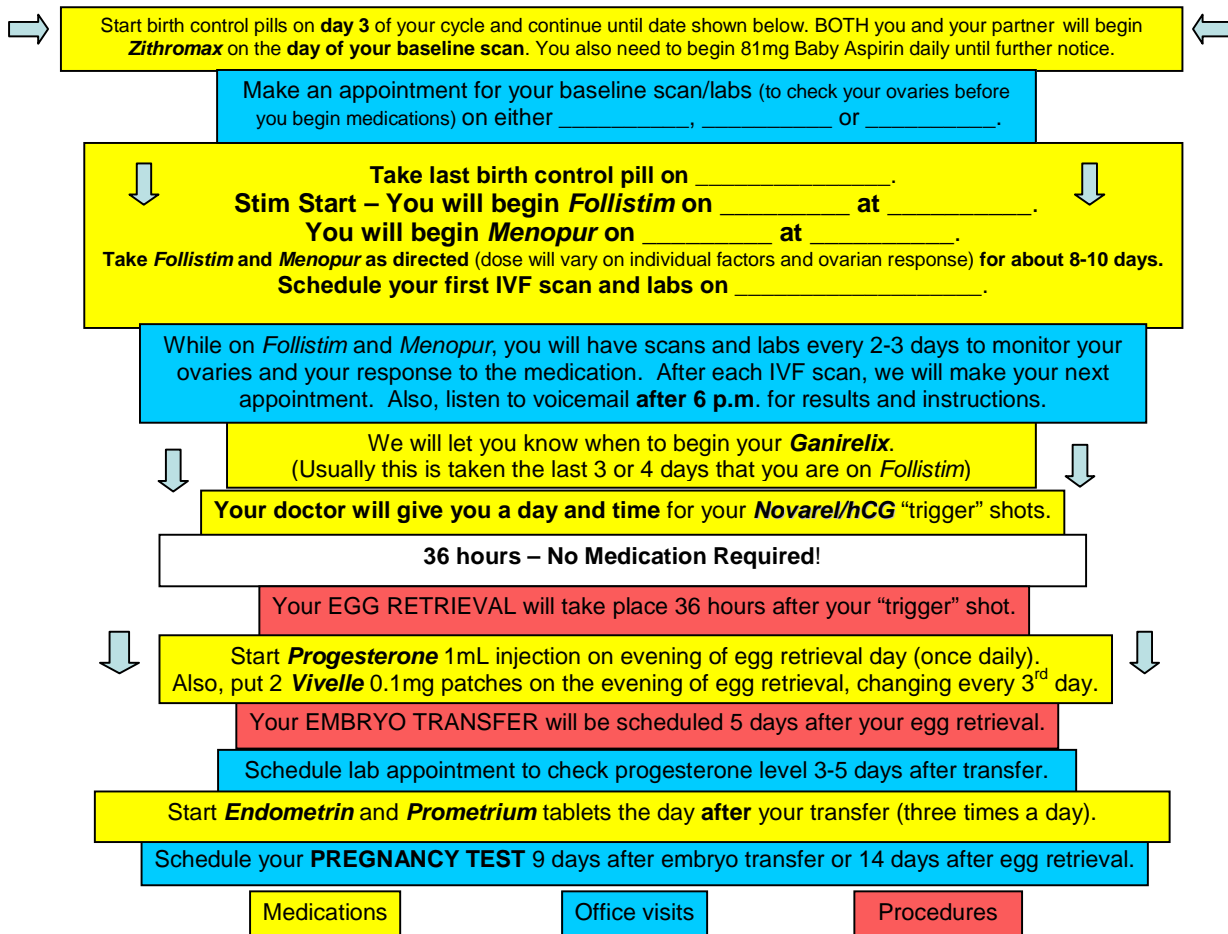 Start birth control pills on day 3 of your cycle and continue until date shown below. BOTH you and your partner will begin
Zithromax on the day of your baseline scan. You also need to begin 81mg Baby Aspirin daily until further notice.
Make an appointment for your baseline scan/labs (to check your ovaries before
you begin medications) on either __________, __________ or __________.
Take last birth control pill on _______________.
Stim Start – You will begin Follistim on _________ at __________.
You will begin Menopur on _________ at __________.
Take Follistim and Menopur as directed (dose will vary on individual factors and ovarian response) for about 8-10 days.
Schedule your first IVF scan and labs on _________________.
While on Follistim and Menopur, you will have scans and labs every 2-3 days to monitor your
ovaries and your response to the medication. After each IVF scan, we will make your next
appointment. Also, listen to voicemail after 6 p.m. for results and instructions.
We will let you know when to begin your Ganirelix.
(Usually this is taken the last 3 or 4 days that you are on Follistim)
Your doctor will give you a day and time for your Novarel/hCG “trigger” shots.
36 hours – No Medication Required!
Your EGG RETRIEVAL will take place 36 hours after your “trigger” shot.
Start Progesterone 1mL injection on evening of egg retrieval day (once daily).
Also, put 2 Vivelle 0.1mg patches on the evening of egg retrieval, changing every 3rd day.
Your EMBRYO TRANSFER will be scheduled 5 days after your egg retrieval.
Schedule lab appointment to check progesterone level 3-5 days after transfer.
Start Endometrin and Prometrium tablets the day after your transfer (three times a day).
Schedule your PREGNANCY TEST 9 days after embryo transfer or 14 days after egg retrieval.
Medications
Office visits
Procedures